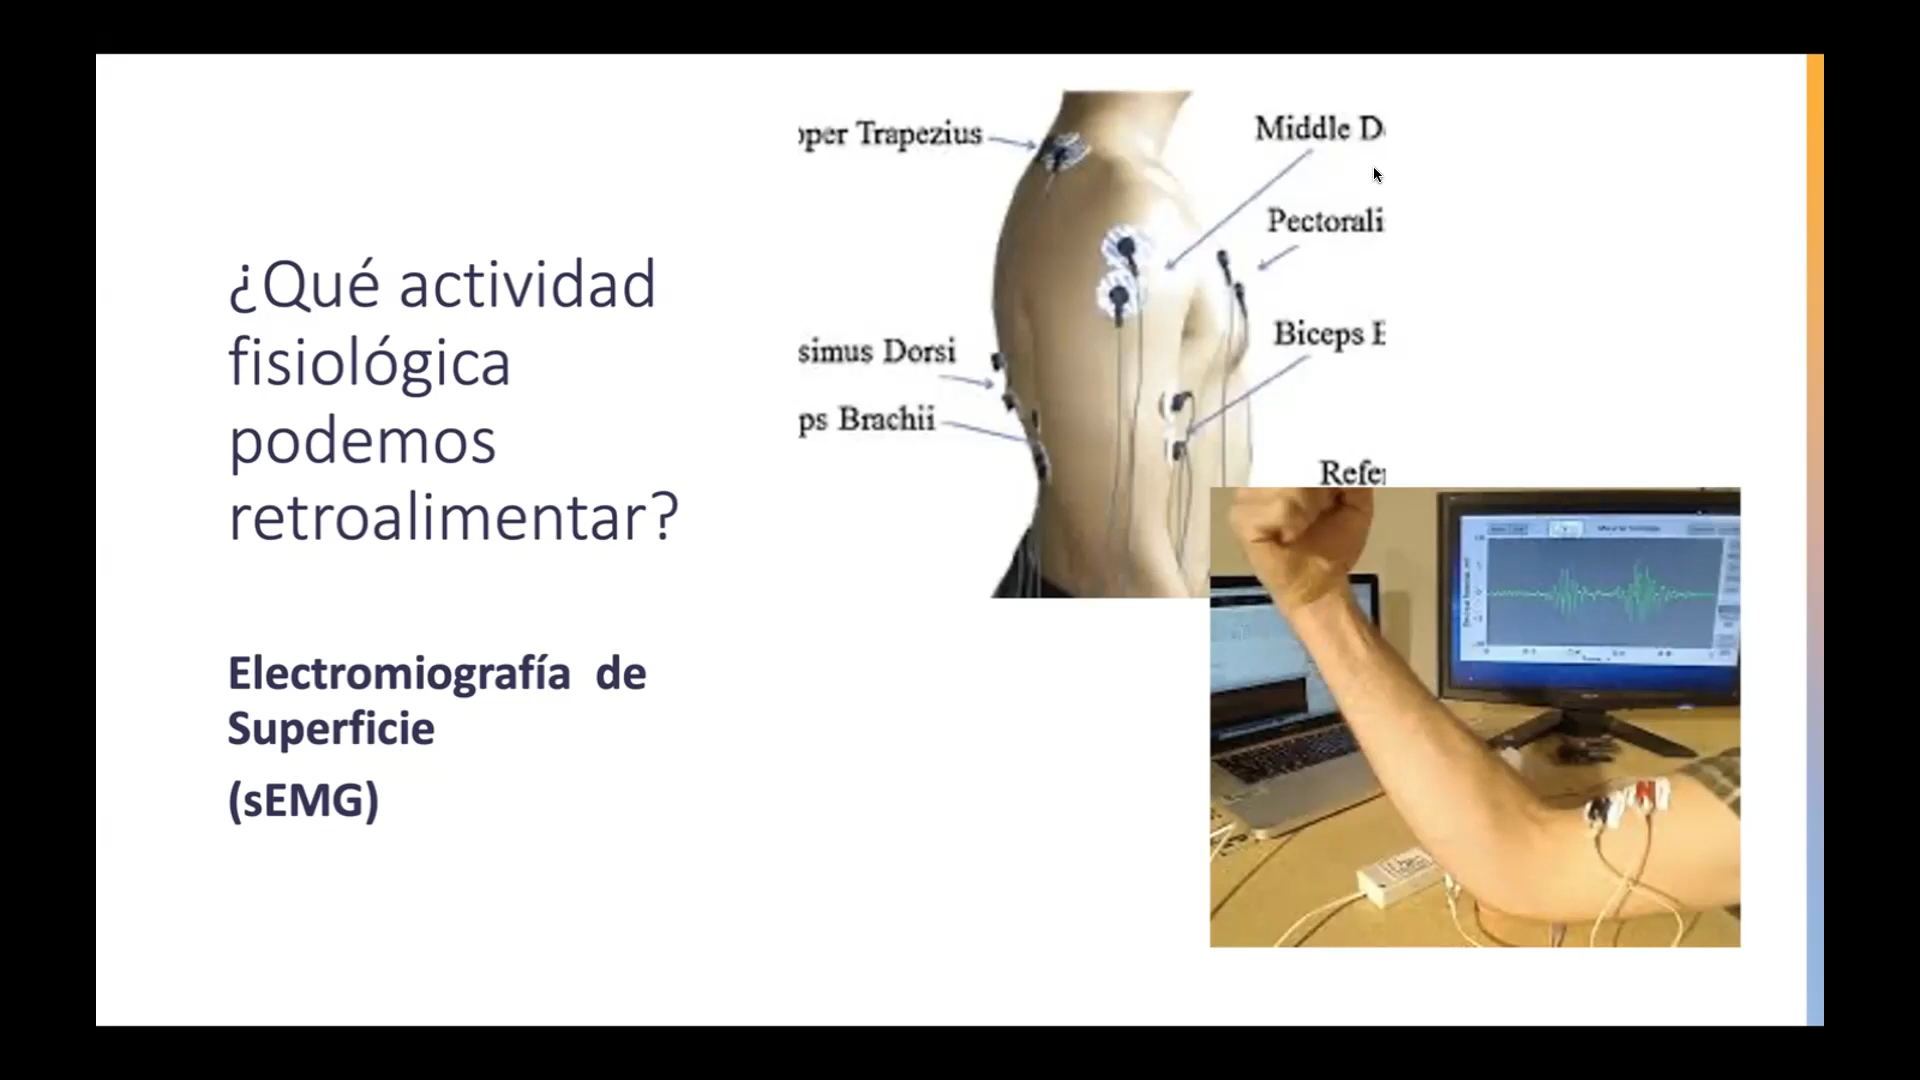 ¿Qué actividad
fisiológica
podemos
retroalimentar?
Electromiografía de
Superficie
(sEMG)
pper Trapezius
Middle D
Pectorali
simus Dorsi
Biceps B
ps Brachii
Refe